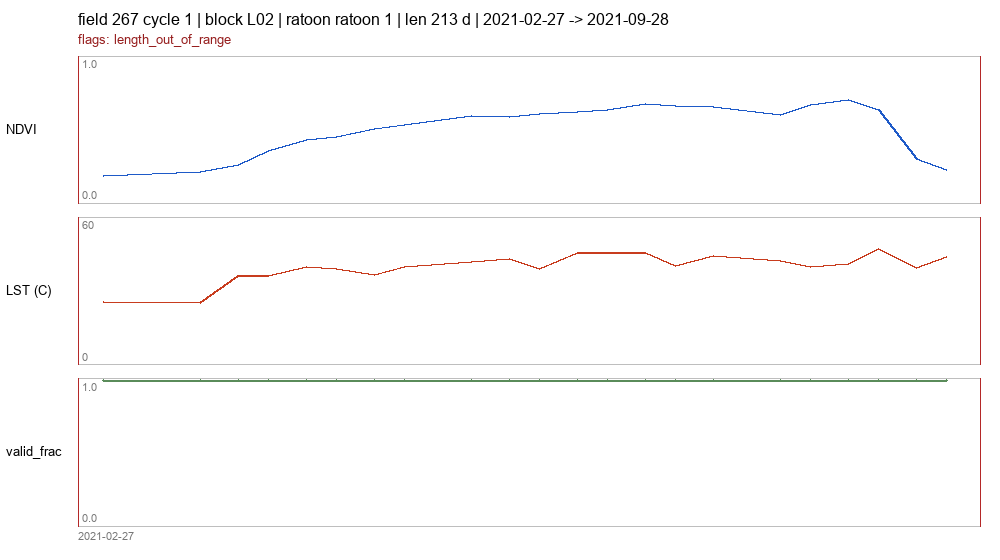 field 267 cycle 1 | block L02 | ratoon ratoon 1 | len 213 d | 2021-02-27 -> 2021-09-28
flags: length_out_of_range
1.0
NDVI
0.0
60
LST (C)
0
1.0
valid_frac
0.0
2021-02-27